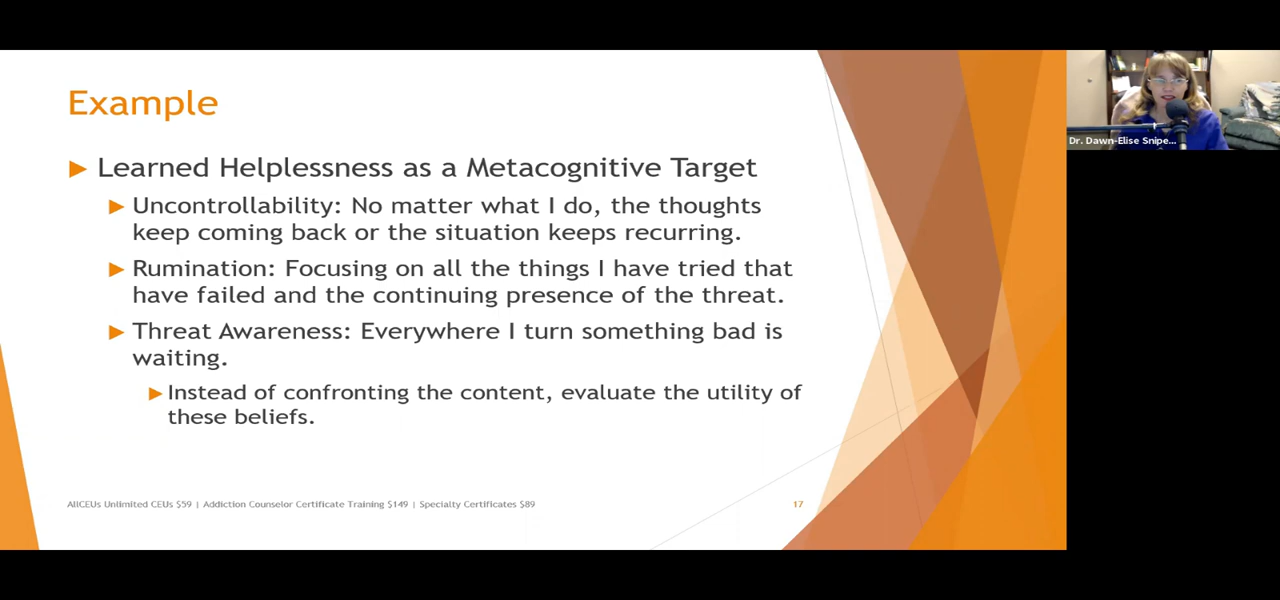 Example
Learned Helplessness as a Metacognitive Target
Uncontrollability: No matter what I do, the thoughts
keep coming back or the situation keeps recurring.
Rumination: Focusing on all the things I have tried that
have failed and the continuing presence of the threat.
Threat Awareness: Everywhere I turn something bad is
waiting.
Instead of confronting the content, evaluate the utility of
these beliefs.
AllCEUs Unlimited CEUs $59 | Addiction Counselor Certificate Training $149 | Specialty Certificates $89
17
Dr. Dawn-Elise Snipe...